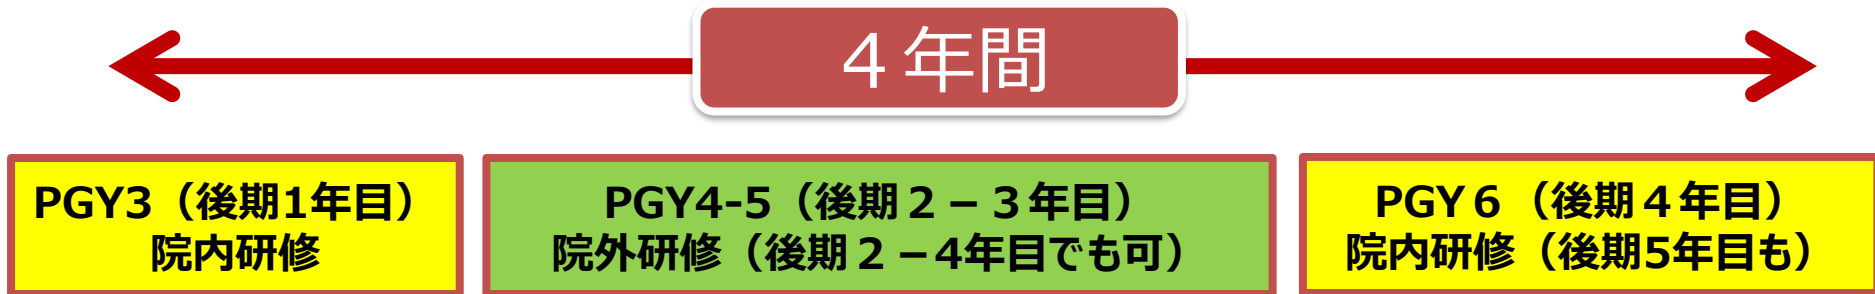 ４年間
PGY3（後期1年目）
院内研修
PGY4-5（後期２－３年目）
院外研修（後期２－4年目でも可）
PGY６（後期４年目）
院内研修（後期5年目も）